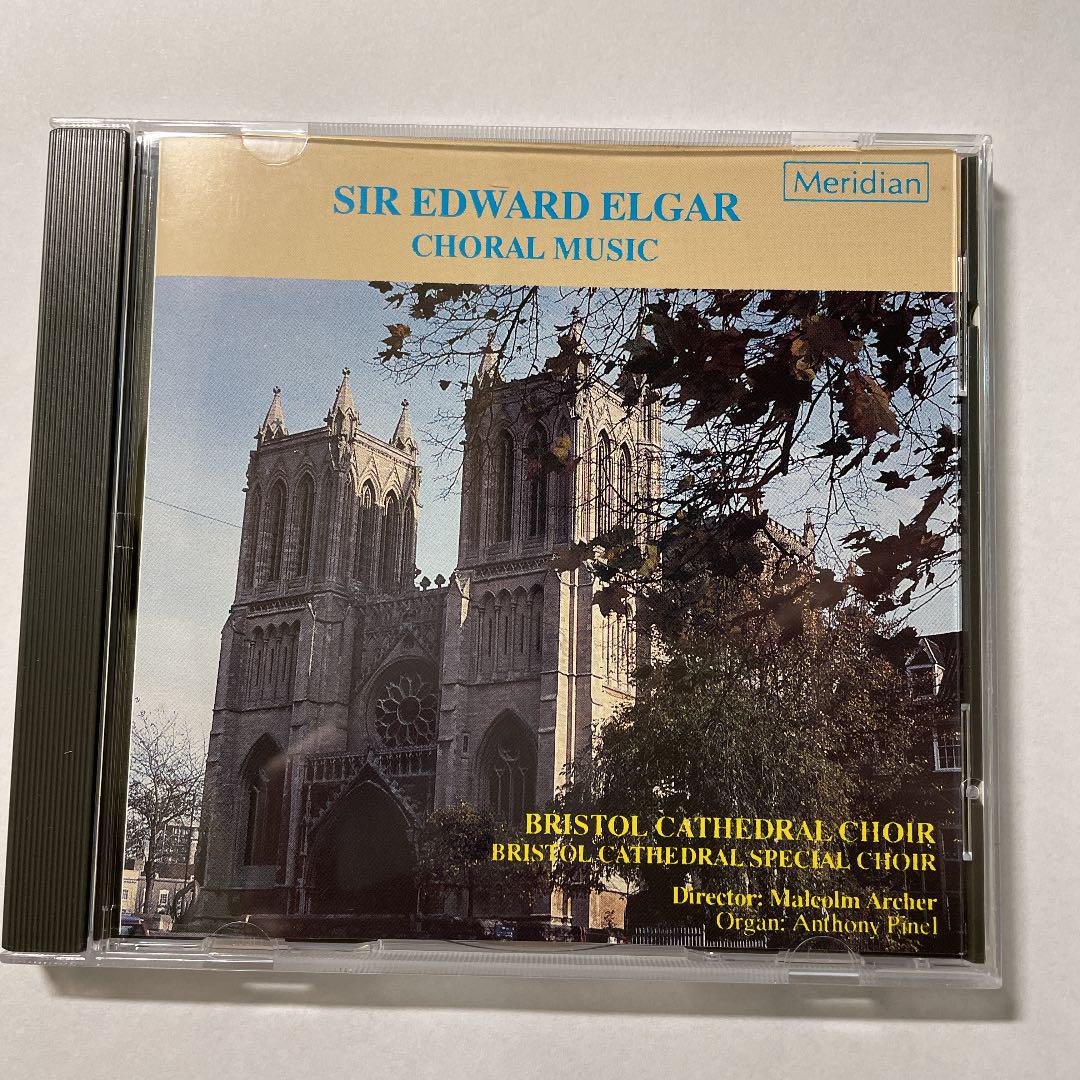 Meridian
SIR EDWARD ELGAR
CHORAL MUSIC
BRISTOL CATHEDRAL CHOIR
BRISTOL CATHEDRAL SPECIAL CHOIR
Director: Malcolm Archer
Organ: Anthony Pinel